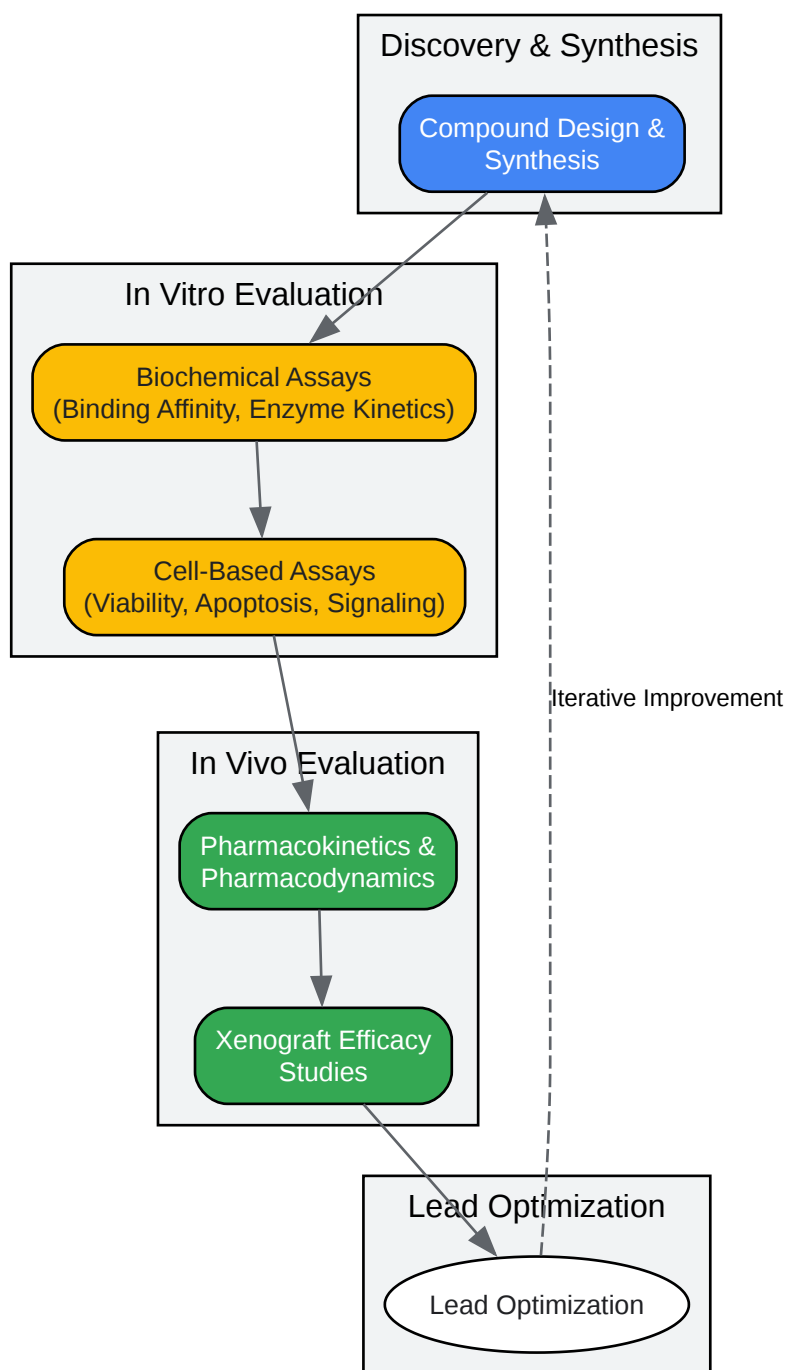 Discovery & Synthesis
Compound Design &
Synthesis
In Vitro Evaluation
Biochemical Assays
(Binding Affinity, Enzyme Kinetics)
Cell-Based Assays
(Viability, Apoptosis, Signaling)
Iterative Improvement
In Vivo Evaluation
Pharmacokinetics &
Pharmacodynamics
Xenograft Efficacy
Studies
Lead Optimization
Lead Optimization